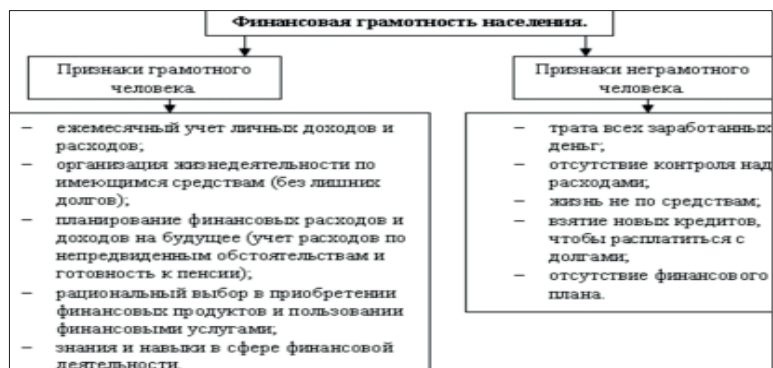 Финансовая грамотность населения.
Признаки грамотного
человека
ежемесячный учет личных доходов и
расходов;
– организация жизнедеятельности по
имеющимся средствам (без лишних
долгов);
– планирование финансовых расходов и
доходов на будущее (учет расходов по
непредвиденным обстоятельствам и
готовность к пенсии);
– рациональный выбор в приобретении
финансовых продуктов и пользовании
финансовыми услугами;
– знания и навыки в сфере финансовой
деятельности.
Признаки неграмотного
человека
– трата всех заработанных
деньг;
– отсутствие контроля над
расходами;
– жизнь не по средствам;
– взятие новых кредитов,
чтобы расплатиться с
долгами;
– отсутствие финансового
плана.